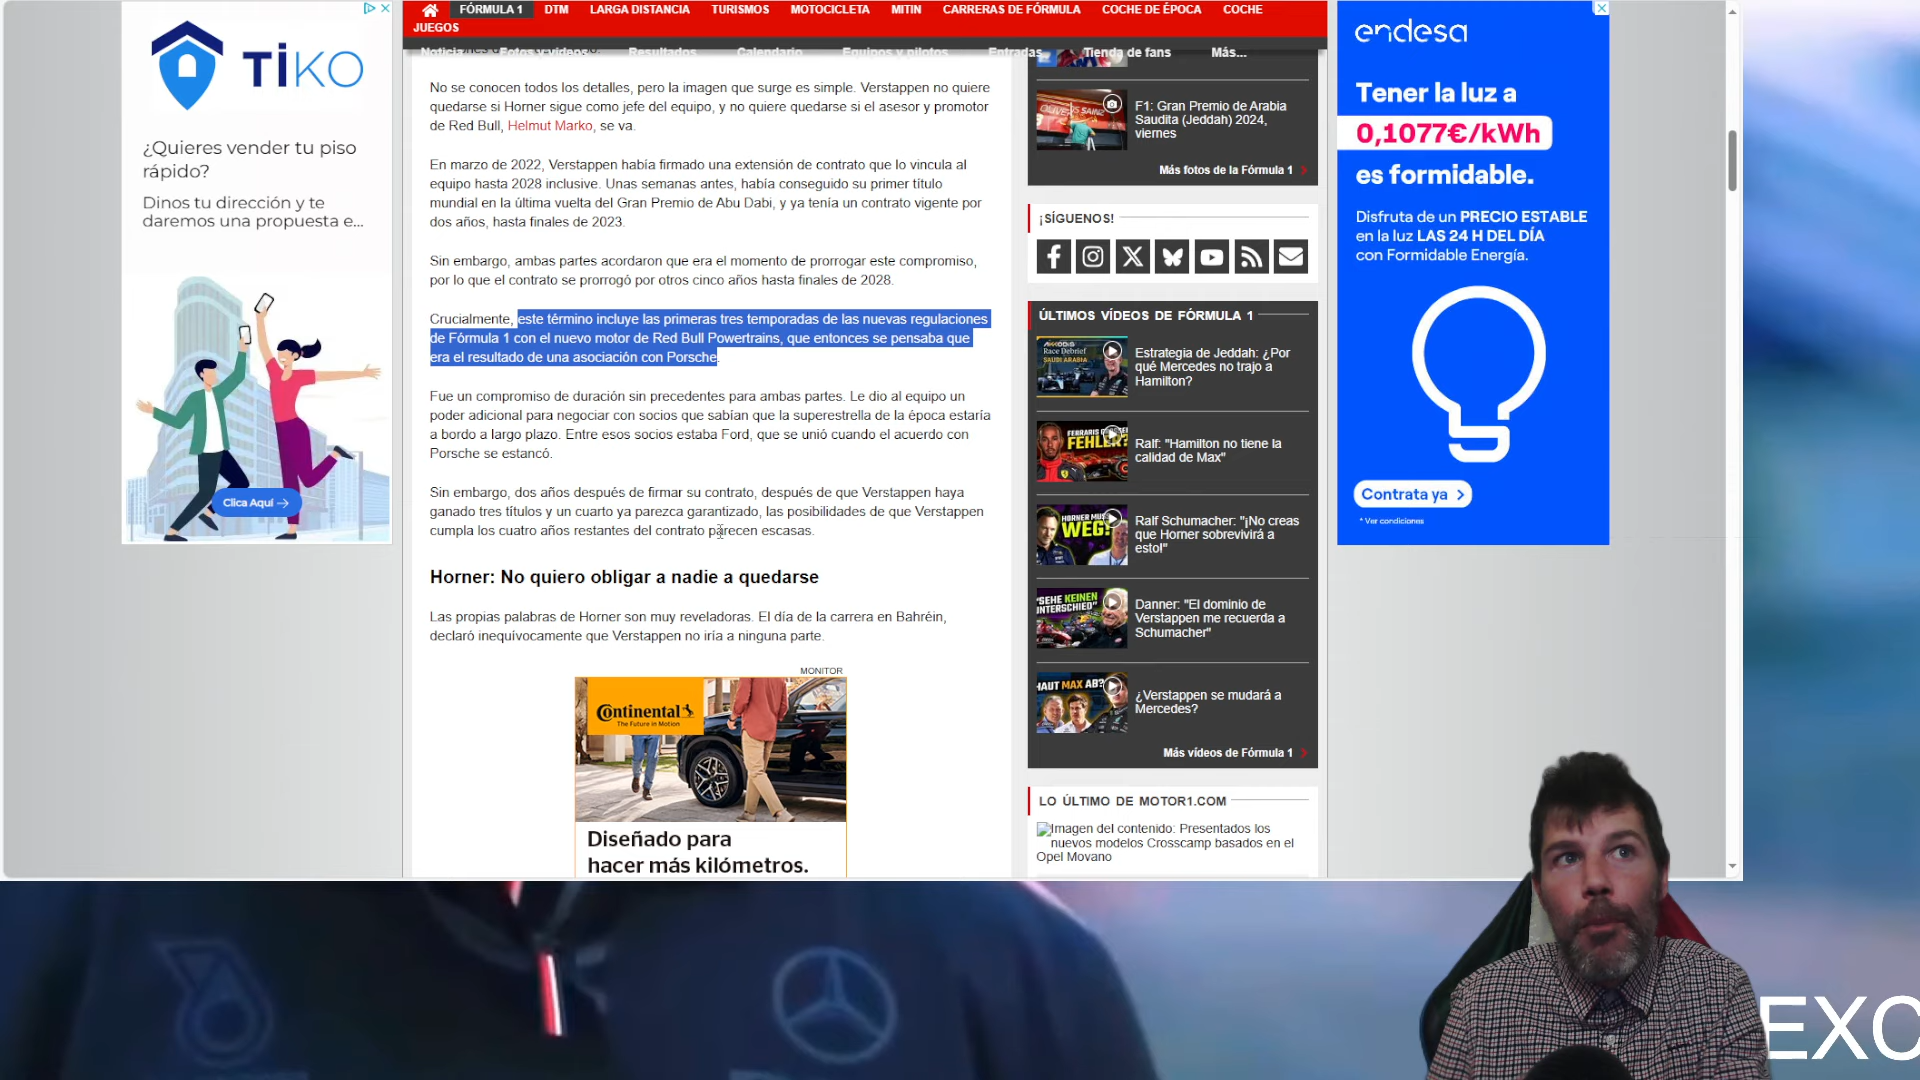 FÓRMULA 1 DTM LARGA DISTANCIA TURISMOS MOTOCICLETA MITIN CARRERAS DE FÓRMULA COCHE DE ÉPOCA COCHE
JUEGOS
Noticia Fotos y vídeos Resultados Calendario Equipos y pilotos Entradas Tienda de fans Más...
TiKO
¿Quieres vender tu piso
rápido?
Dinos tu dirección y te
daremos una propuesta e...
Clica Aquí →
No se conocen todos los detalles, pero la imagen que surge es simple. Verstappen no quiere
quedarse si Horner sigue como jefe del equipo, y no quiere quedarse si el asesor y promotor
de Red Bull, Helmut Marko, se va.
En marzo de 2022, Verstappen había firmado una extensión de contrato que lo vincula al
equipo hasta 2028 inclusive. Unas semanas antes, había conseguido su primer título
mundial en la última vuelta del Gran Premio de Abu Dabi, y ya tenía un contrato vigente por
dos años, hasta finales de 2023.
Sin embargo, ambas partes acordaron que era el momento de prorrogar este compromiso,
por lo que el contrato se prorrogó por otros cinco años hasta finales de 2028.
Crucialmente, este término incluye las primeras tres temporadas de las nuevas regulaciones
de Fórmula 1 con el nuevo motor de Red Bull Powertrains, que entonces se pensaba que
era el resultado de una asociación con Porsche.
Fue un compromiso de duración sin precedentes para ambas partes. Le dio al equipo un
poder adicional para negociar con socios que sabían que la superestrella de la época estaría
a bordo a largo plazo. Entre esos socios estaba Ford, que se unió cuando el acuerdo con
Porsche se estancó.
Sin embargo, dos años después de firmar su contrato, después de que Verstappen haya
ganado tres títulos y un cuarto ya parezca garantizado, las posibilidades de que Verstappen
cumpla los cuatro años restantes del contrato parecen escasas.
Horner: No quiero obligar a nadie a quedarse
Las propias palabras de Horner son muy reveladoras. El día de la carrera en Bahréin,
declaró inequívocamente que Verstappen no iría a ninguna parte.
MONITOR
Continental
The Future in Motion
Diseñado para
hacer más kilómetros.
F1: Gran Premio de Arabia
Saudita (Jeddah) 2024,
viernes
Más fotos de la Fórmula 1
¡SÍGUENOS!
ÚLTIMOS VÍDEOS DE FÓRMULA 1
Race Debrief
SAUDI ARABIA
Estrategia de Jeddah: ¿Por
qué Mercedes no trajo a
Hamilton?
FEHLER?
Ralf: "Hamilton no tiene la
calidad de Max"
HORNER MUSS
WEG!
Ralf Schumacher: "¡No creas
que Horner sobrevivirá a
esto!"
"SEHE KEINEN
UNTERSCHIED"
Danner: "El dominio de
Verstappen me recuerda a
Schumacher"
HAUT MAX AB?
¿Verstappen se mudará a
Mercedes?
Más vídeos de Fórmula 1
LO ÚLTIMO DE MOTOR1.COM
Imagen del contenido: Presentados los
nuevos modelos Crosscamp basados en el
Opel Movano
endesa
Tener la luz a
0,1077€/kWh
es formidable.
Disfruta de un PRECIO ESTABLE
en la luz LAS 24 H DEL DÍA
con Formidable Energía.
Contrata ya
* Ver condiciones
EXC